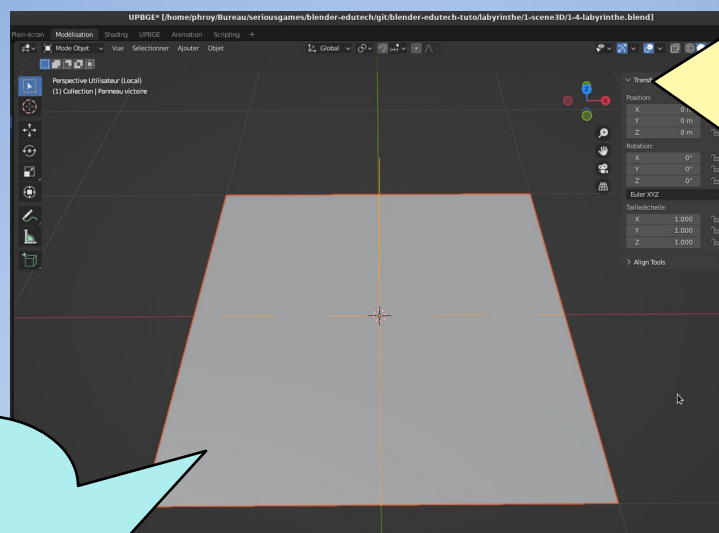 UPBGE* [/home/phroy/Bureau/seriousgames/blender-edutech/git/blender-edutech-tuto/labyrinthe/1-scene3D/1-4-labyrinthe.blend]
Plein écran Modélisation Shading UPBGE Animation Scripting +
Mode Objet Vue Sélectionner Ajouter Objet Global
Perspective Utilisateur (Local)
(1) Collection | Panneau victoire
Z
X
Position:
X 0 m
Y 0 m
Z 0 m
Rotation:
X 0°
Y 0°
Z 0°
Euler XYZ
Taille/échelle:
X 1.000
Y 1.000
Z 1.000
Align Tools